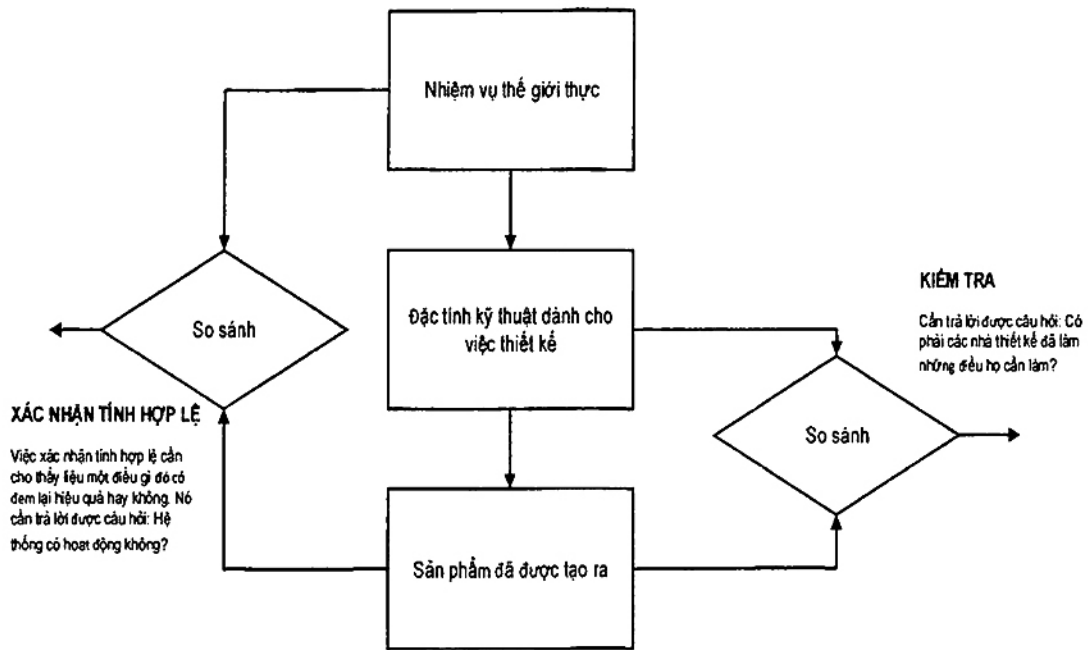 Nhiệm vụ thế giới thực
So sánh
Đặc tính kỹ thuật dành cho
việc thiết kế
KIỂM TRA
Cần trả lời được câu hỏi: Có
phải các nhà thiết kế đã làm
những điều họ cần làm?
XÁC NHẬN TÍNH HỢP LỆ
Việc xác nhận tính hợp lệ cần
cho thấy liệu một điều gì đó có
đem lại hiệu quả hay không. Nó
cần trả lời được câu hỏi: Hệ
thống có hoạt động không?
So sánh
Sản phẩm đã được tạo ra